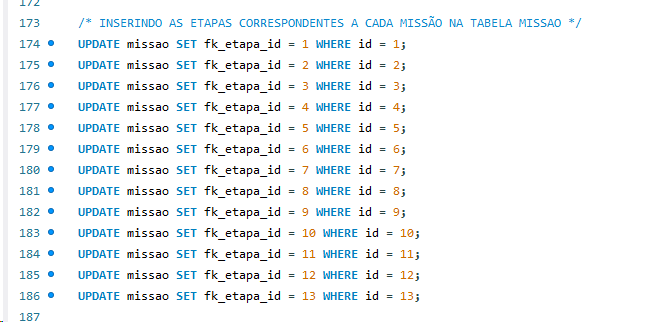 172
173 /* INSERINDO AS ETAPAS CORRESPONDENTES A CADA MISSÃO NA TABELA MISSAO */
174 UPDATE missao SET fk_etapa_id = 1 WHERE id = 1;
175 UPDATE missao SET fk_etapa_id = 2 WHERE id = 2;
176 UPDATE missao SET fk_etapa_id = 3 WHERE id = 3;
177 UPDATE missao SET fk_etapa_id = 4 WHERE id = 4;
178 UPDATE missao SET fk_etapa_id = 5 WHERE id = 5;
179 UPDATE missao SET fk_etapa_id = 6 WHERE id = 6;
180 UPDATE missao SET fk_etapa_id = 7 WHERE id = 7;
181 UPDATE missao SET fk_etapa_id = 8 WHERE id = 8;
182 UPDATE missao SET fk_etapa_id = 9 WHERE id = 9;
183 UPDATE missao SET fk_etapa_id = 10 WHERE id = 10;
184 UPDATE missao SET fk_etapa_id = 11 WHERE id = 11;
185 UPDATE missao SET fk_etapa_id = 12 WHERE id = 12;
186 UPDATE missao SET fk_etapa_id = 13 WHERE id = 13;
187